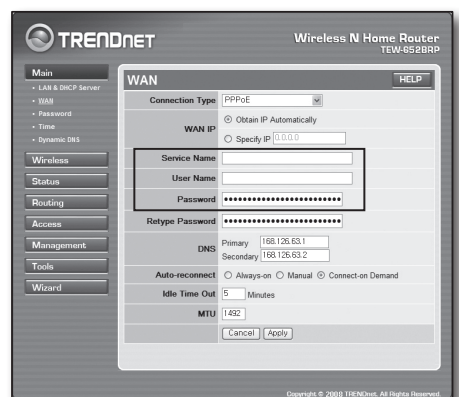 TRENDNET
Wireless N Home Router
TEW-652BRP
Main
• LAN & DHCP Server
• WAN
• Password
• Time
• Dynamic DNS
Wireless
Status
Routing
Access
Management
Tools
Wizard
WAN
HELP
Connection Type PPPoE
WAN IP
Obtain IP Automatically
Specify IP 0.0.0.0
Service Name
User Name
Password ••••••••••••••••••••••••
Retype Password ••••••••••••••••••••••••
DNS
Primary 168.126.63.1
Secondary 168.126.63.2
Auto-reconnect Always-on Manual Connect-on Demand
Idle Time Out 5 Minutes
MTU 1492
Cancel Apply
Copyright © 2009 TRENDnet. All Rights Reserved.